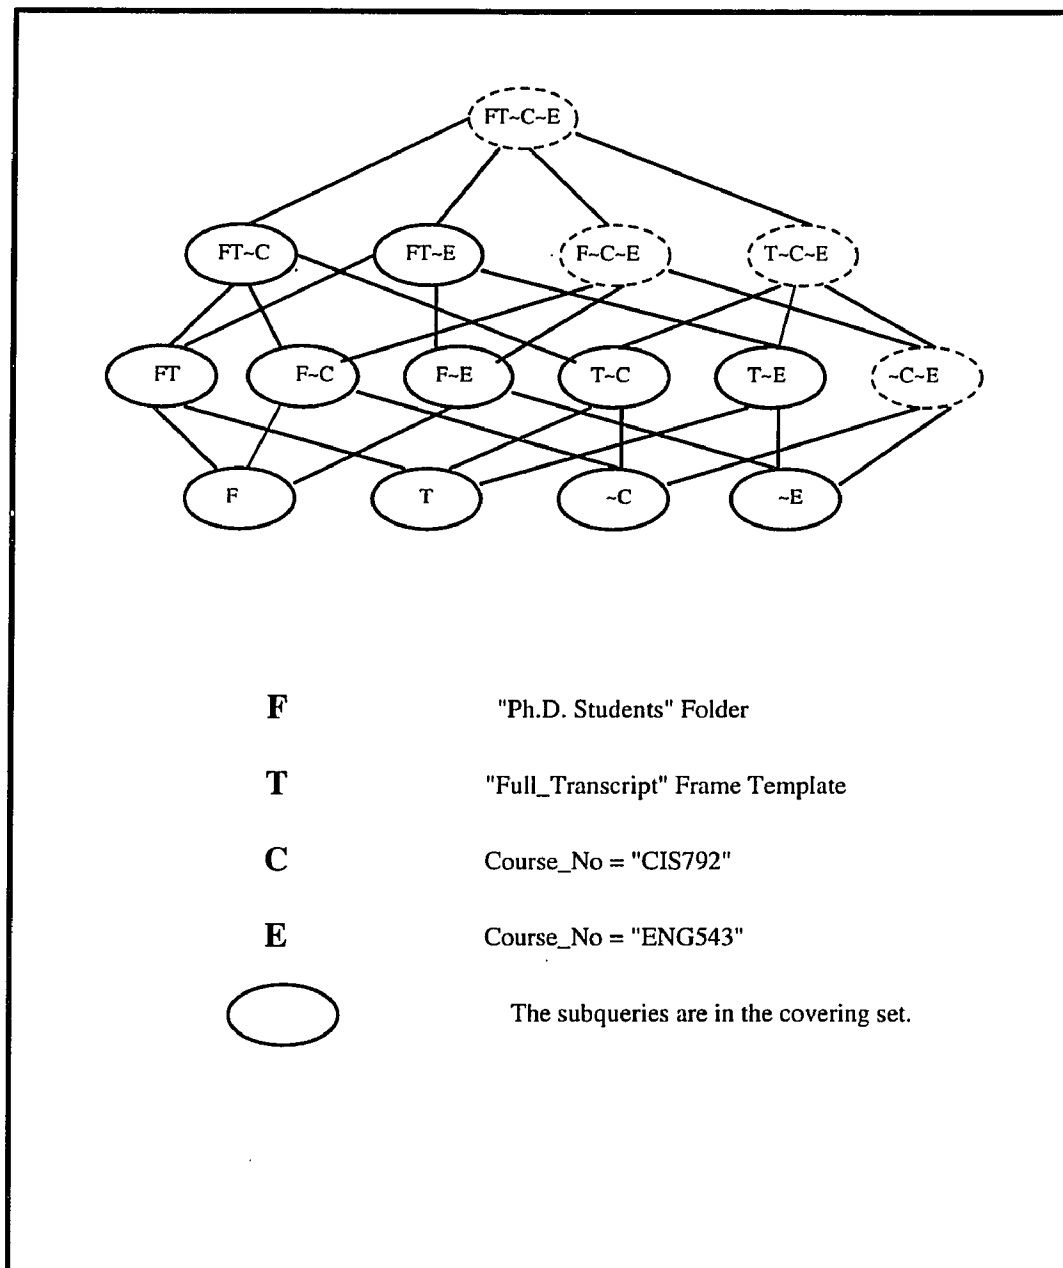 FT~C~E
FT~C FT~E F~C~E T~C~E
FT F~C F~E T~C T~E ~C~E
F T ~C ~E
F "Ph.D. Students" Folder
T "Full_Transcript" Frame Template
C Course_No = "CIS792"
E Course_No = "ENG543"
The subqueries are in the covering set.